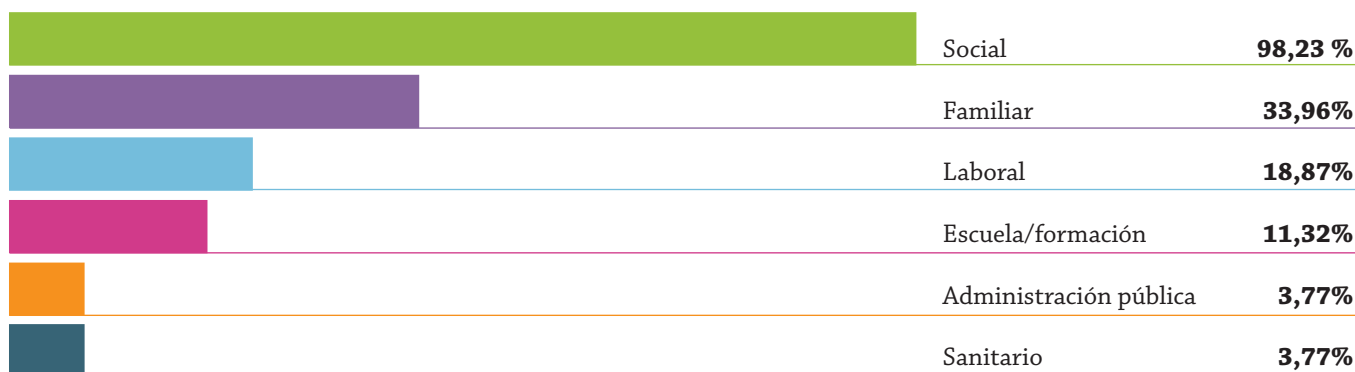 Social 98,23 %
Familiar 33,96%
Laboral 18,87%
Escuela/formación 11,32%
Administración pública 3,77%
Sanitario 3,77%